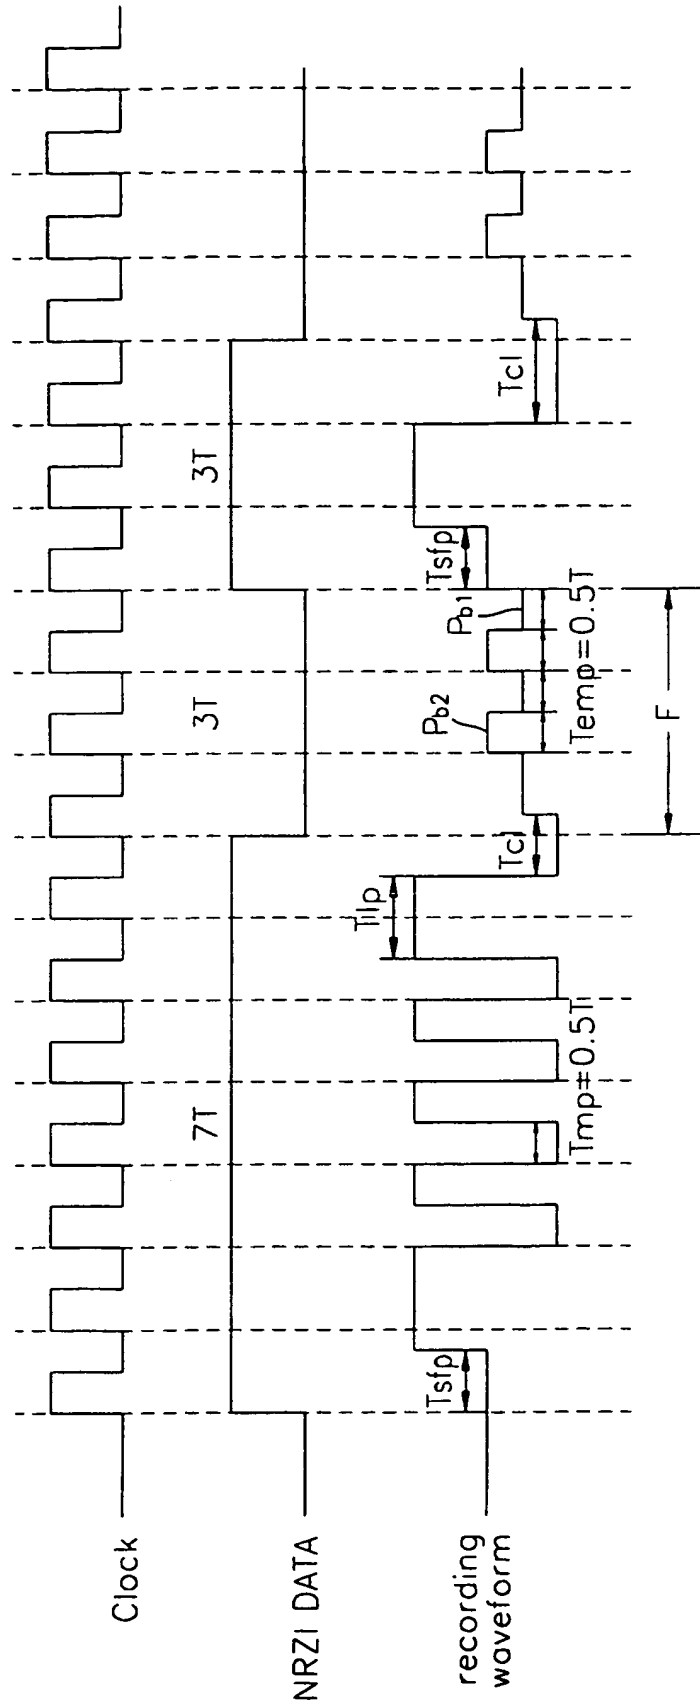 Clock
NRZI DATA
7T
3T
3T
recording
waveform
Tsfp
Tmp=0.5T
Tlp
Tcl
Pb2
Pb1
Temp=0.5T
Tsfp
Tcl
F